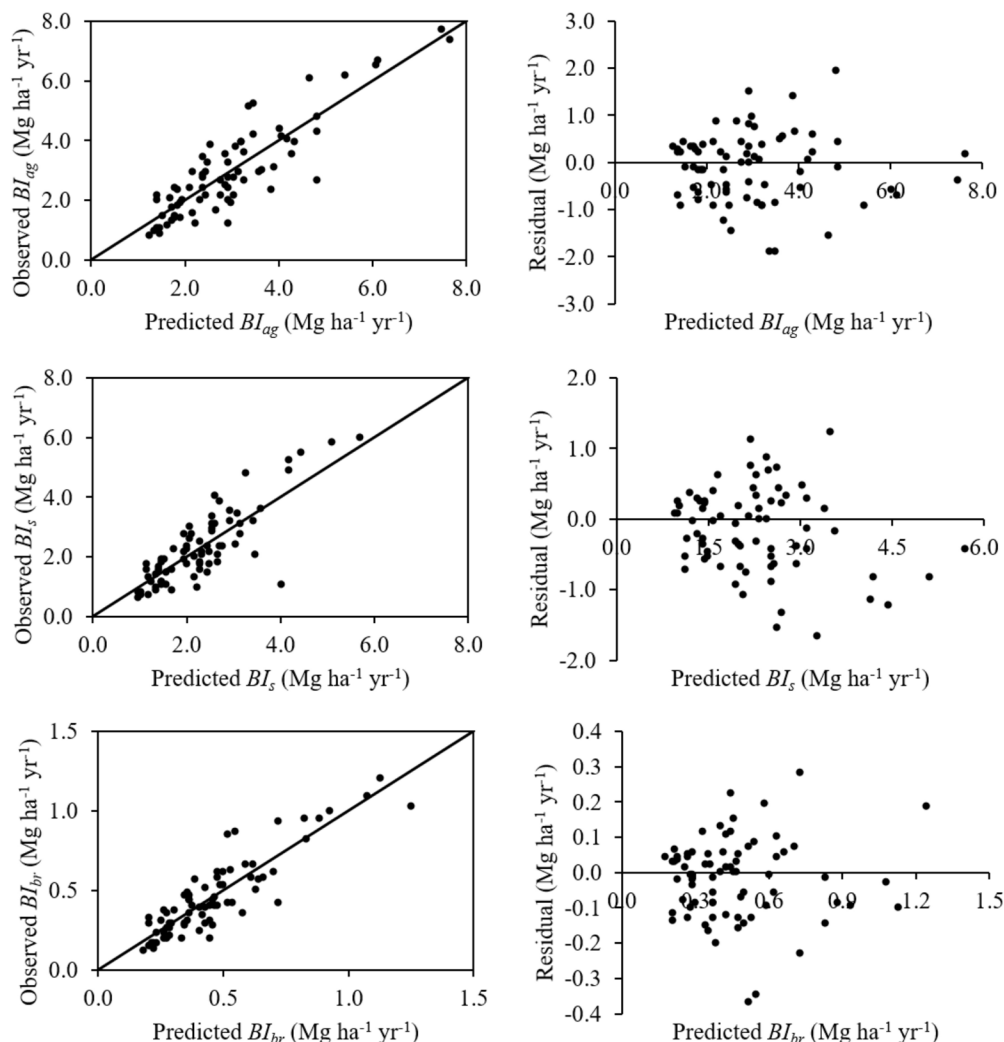 Observed BI_ag (Mg ha⁻¹ yr⁻¹)
8.0
6.0
4.0
2.0
0.0
0.0 2.0 4.0 6.0 8.0
Predicted BI_ag (Mg ha⁻¹ yr⁻¹)
Residual (Mg ha⁻¹ yr⁻¹)
3.0
2.0
1.0
0.0
-1.0
-2.0
-3.0
0.0 2.0 4.0 6.0 8.0
Predicted BI_ag (Mg ha⁻¹ yr⁻¹)
Observed BI_s (Mg ha⁻¹ yr⁻¹)
8.0
6.0
4.0
2.0
0.0
0.0 2.0 4.0 6.0 8.0
Predicted BI_s (Mg ha⁻¹ yr⁻¹)
Residual (Mg ha⁻¹ yr⁻¹)
2.0
1.0
0.0
-1.0
-2.0
0.0 1.5 3.0 4.5 6.0
Predicted BI_s (Mg ha⁻¹ yr⁻¹)
Observed BI_br (Mg ha⁻¹ yr⁻¹)
1.5
1.0
0.5
0.0
0.0 0.5 1.0 1.5
Predicted BI_br (Mg ha⁻¹ yr⁻¹)
Residual (Mg ha⁻¹ yr⁻¹)
0.4
0.3
0.2
0.1
0.0
-0.1
-0.2
-0.3
-0.4
0.0 0.3 0.6 0.9 1.2 1.5
Predicted BI_br (Mg ha⁻¹ yr⁻¹)